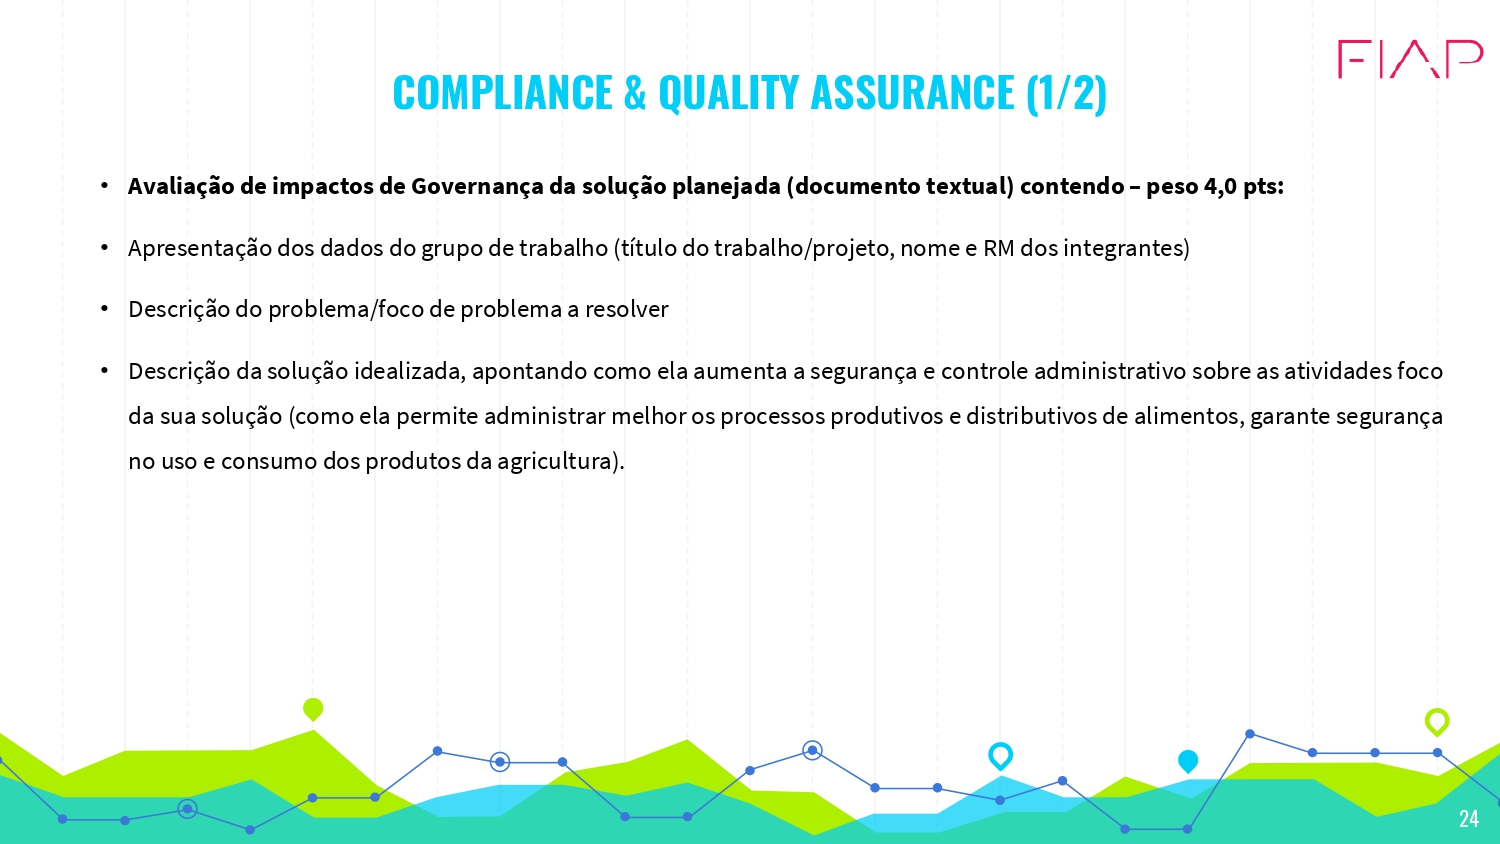 FIAP
COMPLIANCE & QUALITY ASSURANCE (1/2)
• Avaliação de impactos de Governança da solução planejada (documento textual) contendo – peso 4,0 pts:
• Apresentação dos dados do grupo de trabalho (título do trabalho/projeto, nome e RM dos integrantes)
• Descrição do problema/foco de problema a resolver
• Descrição da solução idealizada, apontando como ela aumenta a segurança e controle administrativo sobre as atividades foco
da sua solução (como ela permite administrar melhor os processos produtivos e distributivos de alimentos, garante segurança
no uso e consumo dos produtos da agricultura).
24